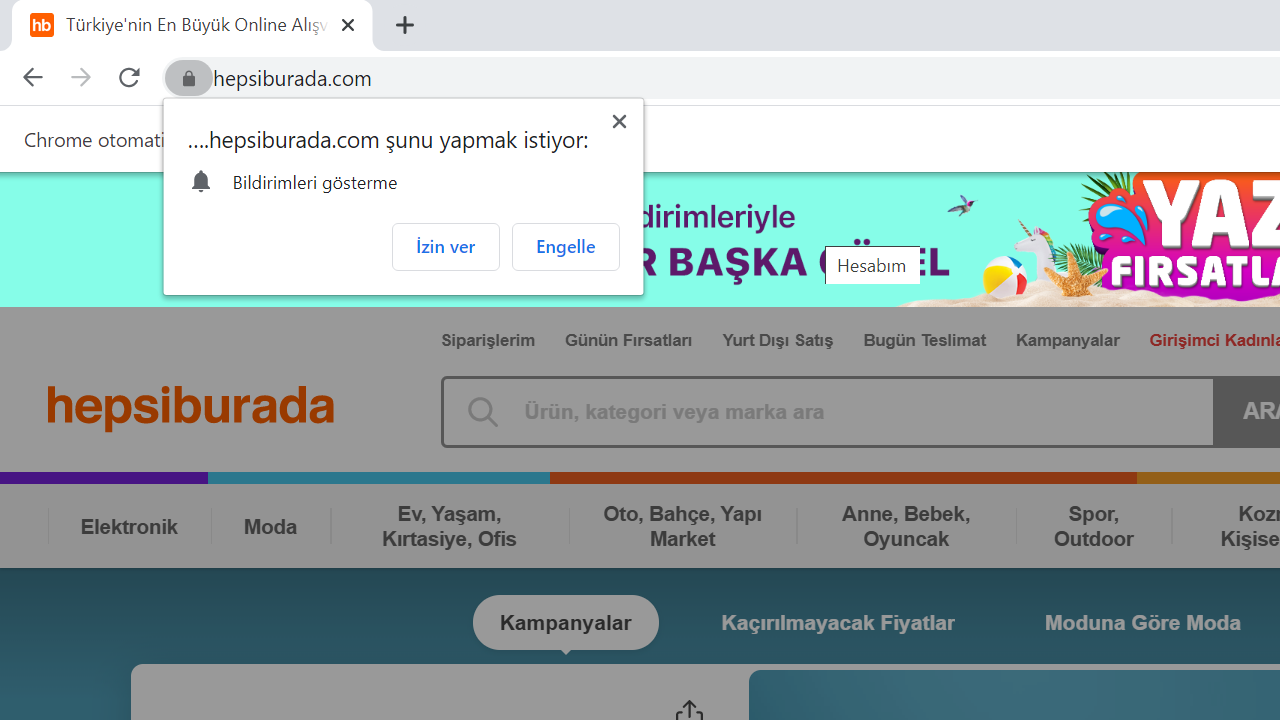 hb Türkiye'nin En Büyük Online Alışv
hepsiburada.com
Chrome otomati
....hepsiburada.com şunu yapmak istiyor:
Bildirimleri gösterme
İzin ver
Engelle
dirimleriyle
R BAŞKA G EL
Hesabım
YAZ
FIRSATLA
Siparişlerim
Günün Fırsatları
Yurt Dışı Satış
Bugün Teslimat
Kampanyalar
Girişimci Kadınla
hepsiburada
Ürün, kategori veya marka ara
ARA
Elektronik
Moda
Ev, Yaşam,
Kırtasiye, Ofis
Oto, Bahçe, Yapı
Market
Anne, Bebek,
Oyuncak
Spor,
Outdoor
Kozm
Kişise
Kampanyalar
Kaçırılmayacak Fiyatlar
Moduna Göre Moda